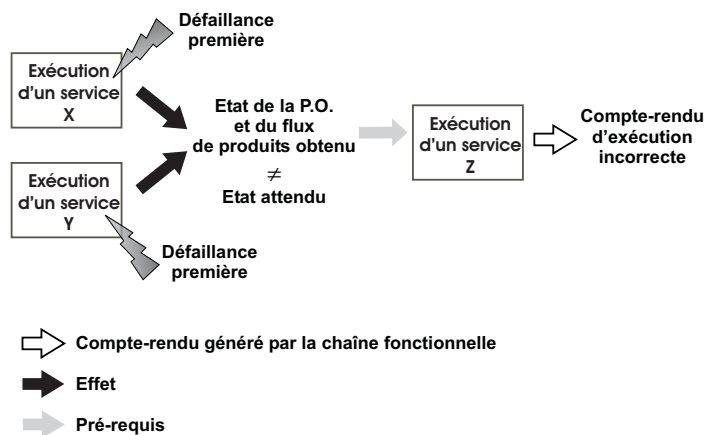 Défaillance
première
Exécution
d'un service
X
Etat de la P.O.
et du flux
de produits obtenu
≠
Etat attendu
Exécution
d'un service
Z
Compte-rendu
d'exécution
incorrecte
Exécution
d'un service
Y
Défaillance
première
Compte-rendu généré par la chaîne fonctionnelle
Effet
Pré-requis